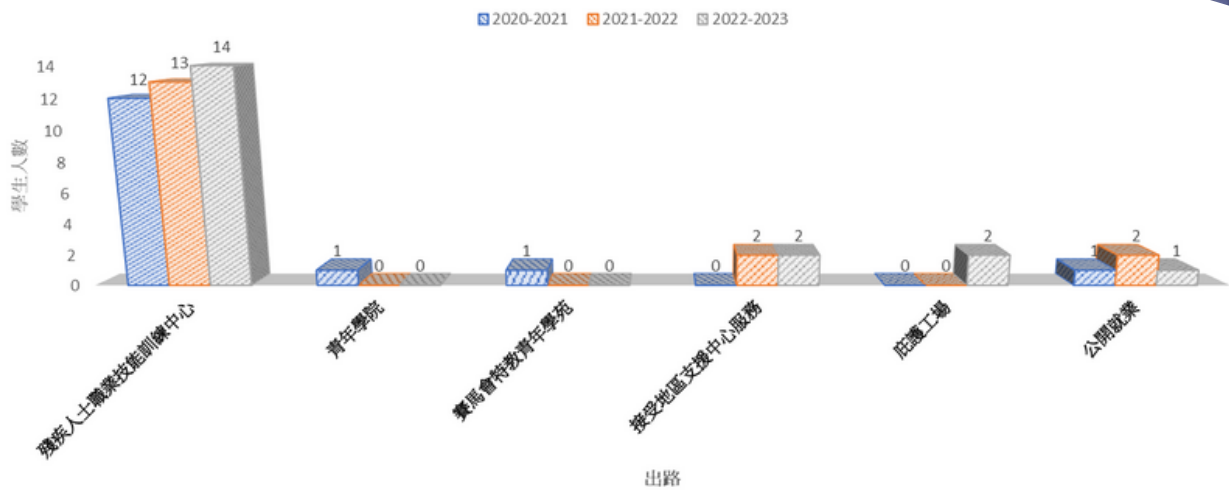 2020-2021 2021-2022 2022-2023
學生人數
14
12
10
8
6
4
2
0
12 13 14
1 0 0
1 0 0
0 2 2
0 0 2
1 2 1
殘疾人士職業技能訓練中心
青年學院
賽馬會特教青年學苑
接受地區支援中心服務
庇護工場
公開就業
出路